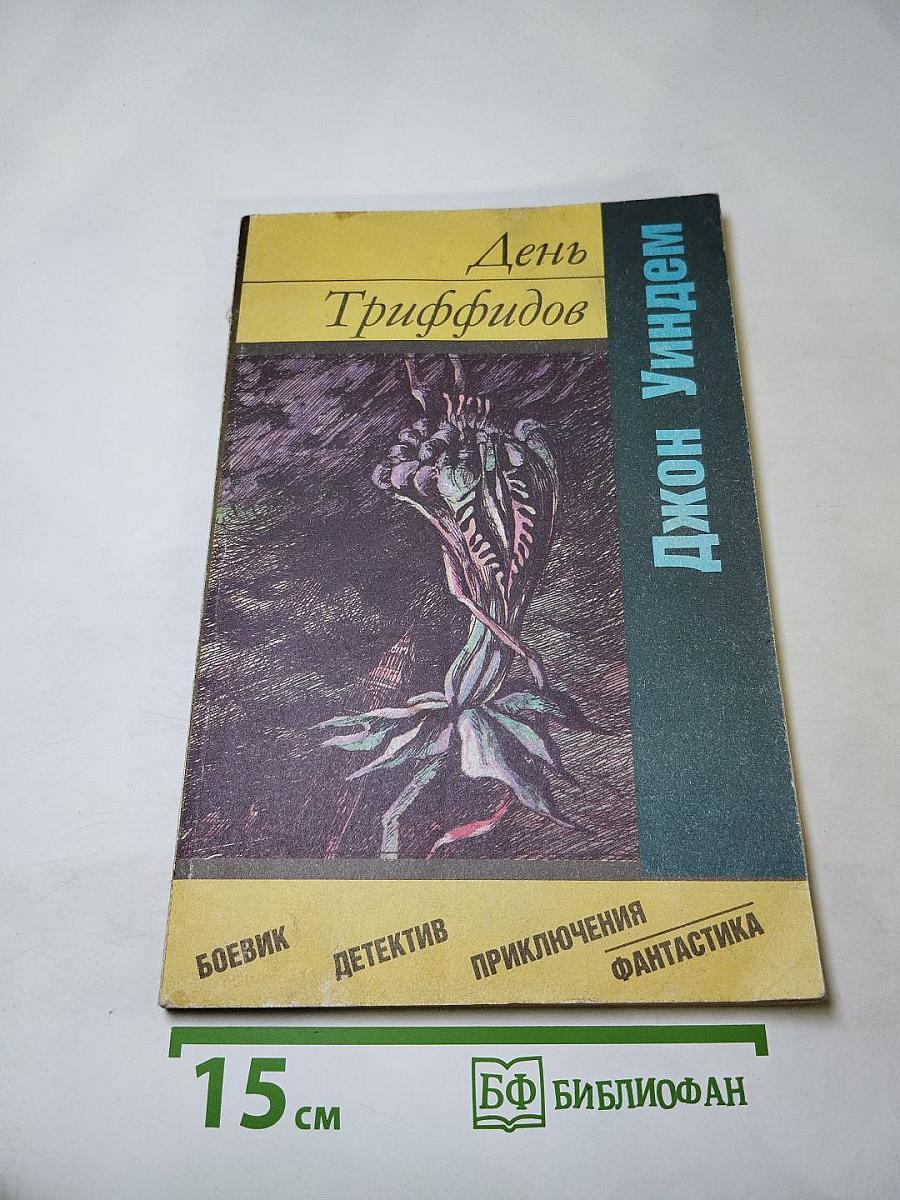 День
Триффидов
Джон Уиндем
БОЕВИК
ДЕТЕКТИВ
ПРИКЛЮЧЕНИЯ
ФАНТАСТИКА
15 см
БФ БИБЛИОФАН